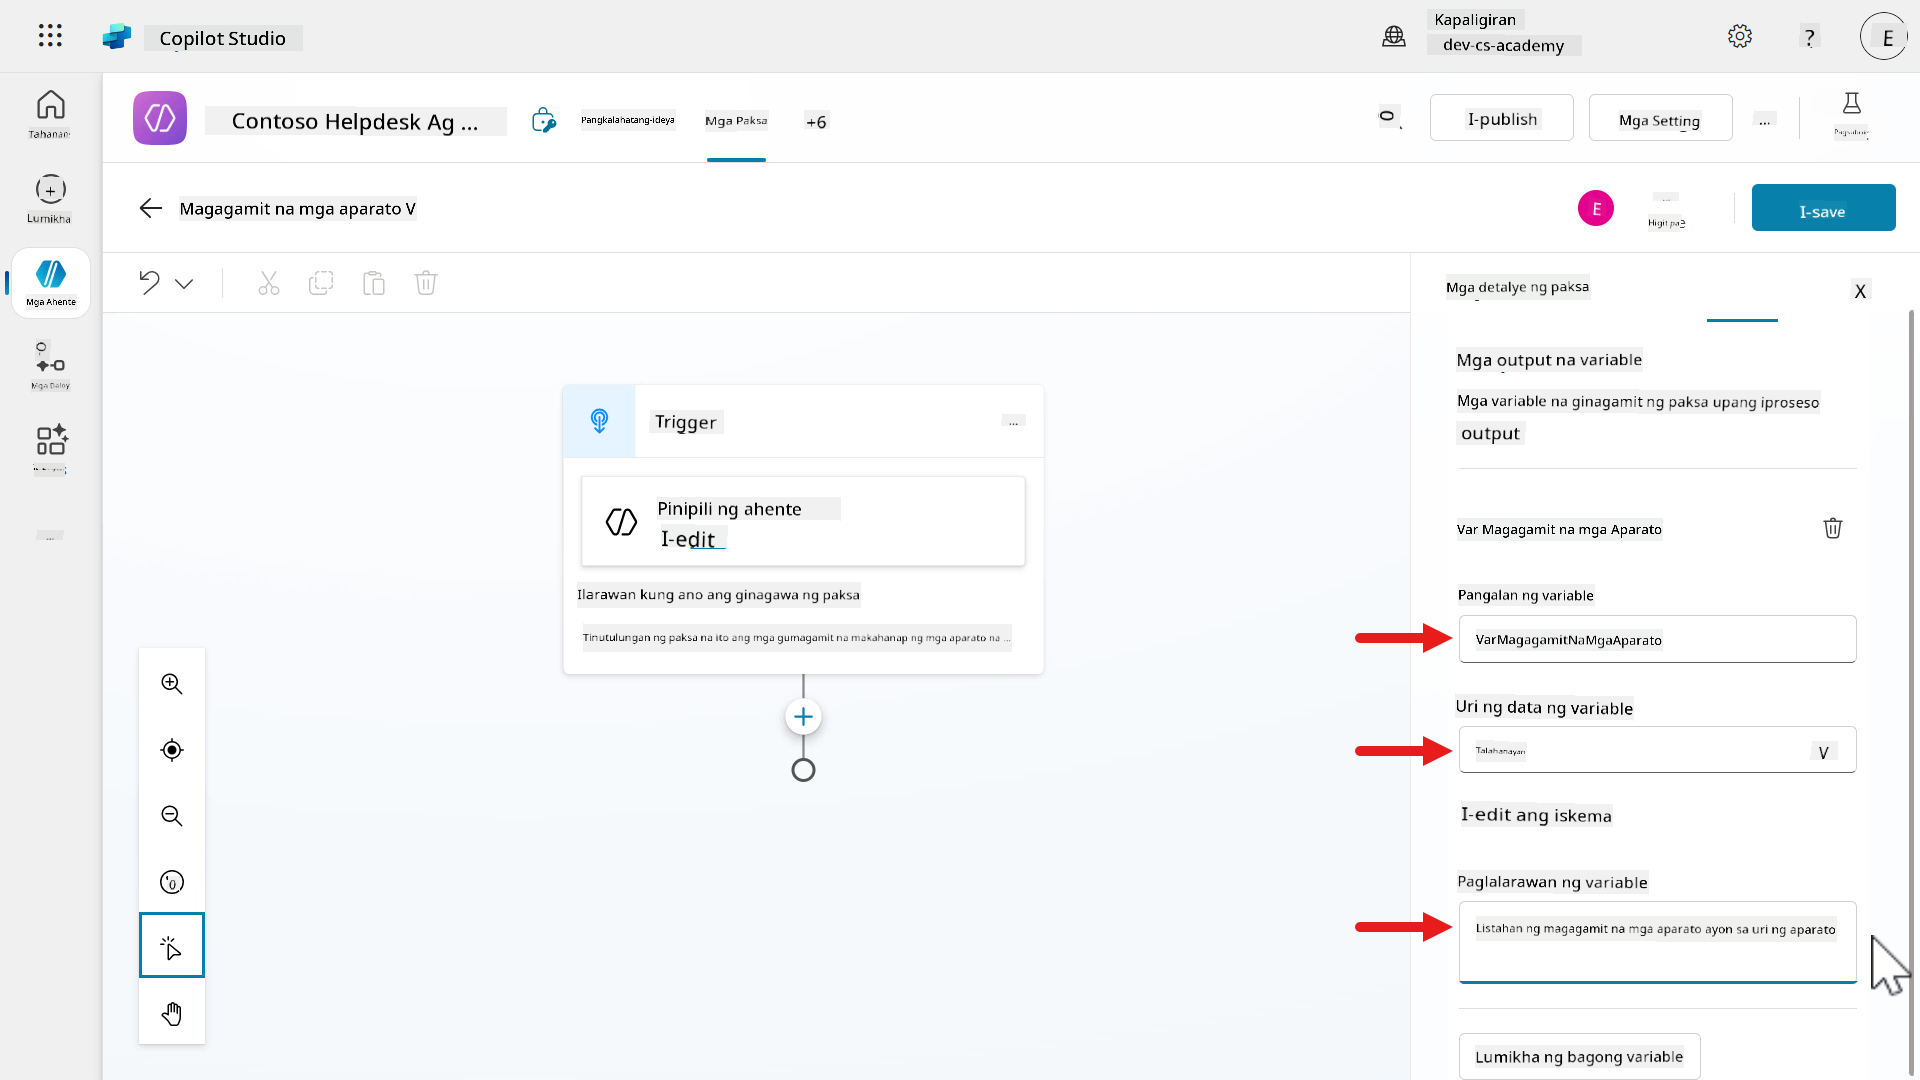 Copilot Studio
Kapaligiran
dev-cs-academy
?
E
Tahanan
Lumikha
Mga Ahente
Mga Daloy
...
Contoso Helpdesk Ag ...
Pangkalahatang-ideya
Mga Paksa
+6
I-publish
Mga Setting
...
Magagamit na mga aparato V
E
...
Higit pa
I-save
Trigger
...
Pinipili ng ahente
I-edit
Ilarawan kung ano ang ginagawa ng paksa
Tinutulungan ng paksa na ito ang mga gumagamit na makahanap ng mga aparato na ...
Mga detalye ng paksa
X
Mga output na variable
Mga variable na ginagamit ng paksa upang iproseso
output
Var Magagamit na mga Aparato
Pangalan ng variable
VarMagagamitNaMgaAparato
Uri ng data ng variable
Talahanayan
V
I-edit ang iskema
Paglalarawan ng variable
Listahan ng magagamit na mga aparato ayon sa uri ng aparato
Lumikha ng bagong variable